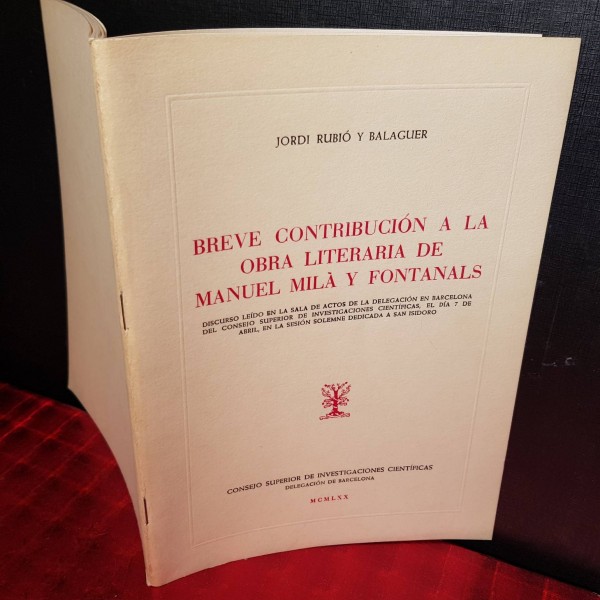 JORDI RUBIÓ Y BALAGUER
BREVE CONTRIBUCIÓN A LA
OBRA LITERARIA DE
MANUEL MILÀ Y FONTANALS
DISCURSO LEÍDO EN LA SALA DE ACTOS DE LA DELEGACIÓN EN BARCELONA
DEL CONSEJO SUPERIOR DE INVESTIGACIONES CIENTÍFICAS, EL DÍA 7 DE
ABRIL, EN LA SESIÓN SOLEMNE DEDICADA A SAN ISIDORO
CONSEJO SUPERIOR DE INVESTIGACIONES CIENTÍFICAS
DELEGACIÓN DE BARCELONA
MCMLXX